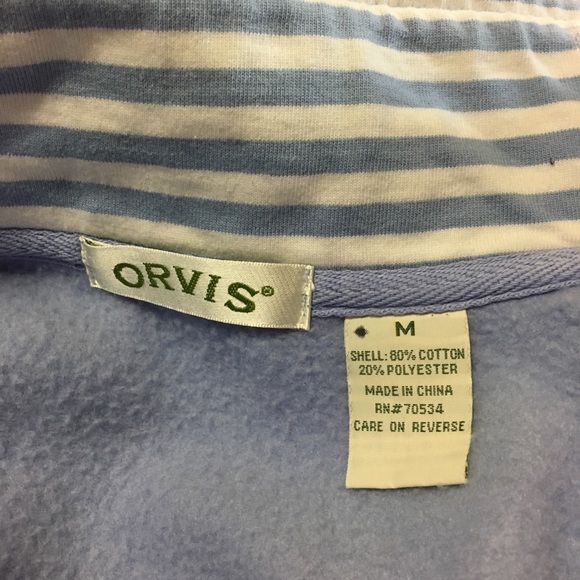 ORVIS®
M
SHELL: 80% COTTON
20% POLYESTER
MADE IN CHINA
RN#70534
CARE ON REVERSE